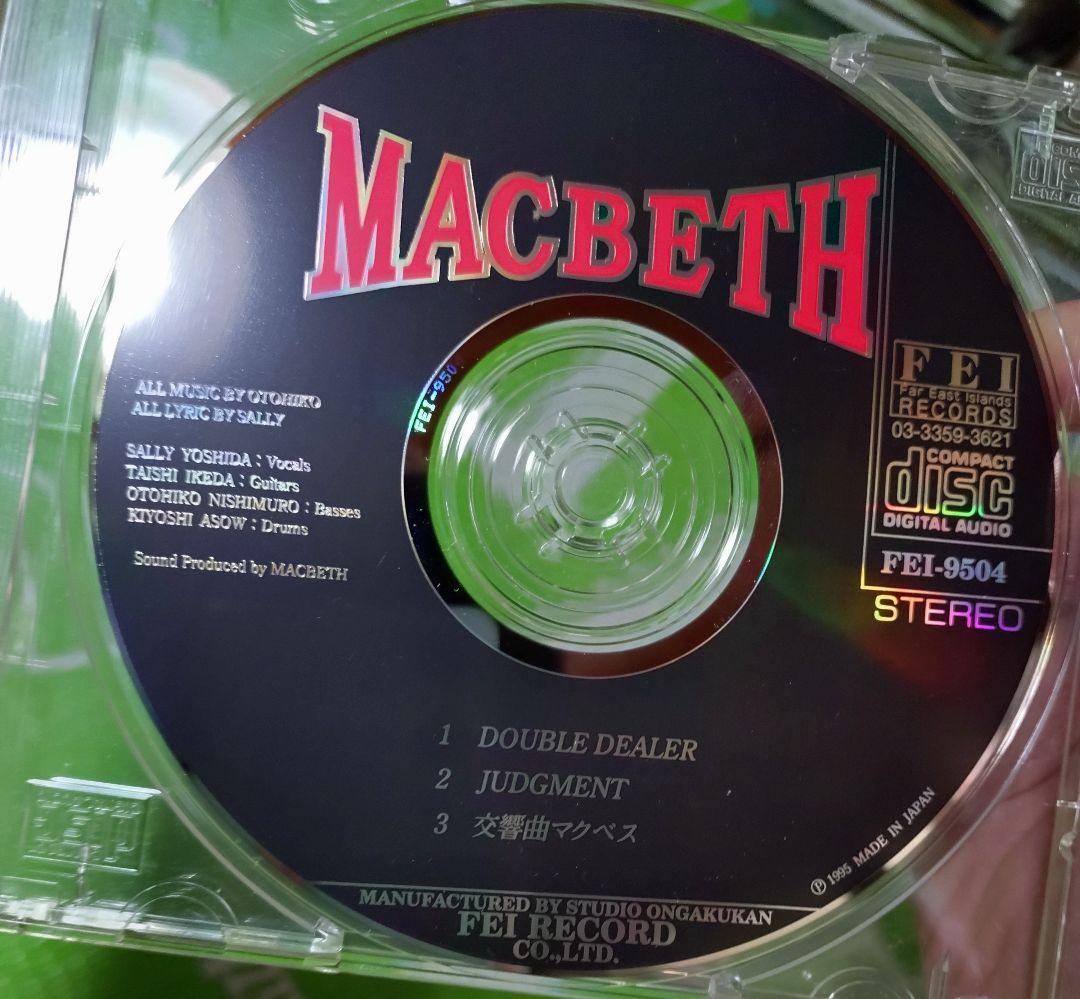 MACBETH
ALL MUSIC BY OTOHIKO
ALL LYRIC BY SALLY
SALLY YOSHIDA : Vocals
TAISHI IKEDA : Guitars
OTOHIKO NISHIMURO : Basses
KIYOSHI ASOW : Drums
Sound Produced by MACBETH
FEI-950
FEI
Far East Islands
RECORDS
03-3359-3621
COMPACT
disc
DIGITAL AUDIO
FEI-9504
STEREO
1 DOUBLE DEALER
2 JUDGMENT
3 交響曲マクベス
Ⓟ 1995 MADE IN JAPAN
MANUFACTURED BY STUDIO ONGAKUKAN
FEI RECORD
CO.,LTD.